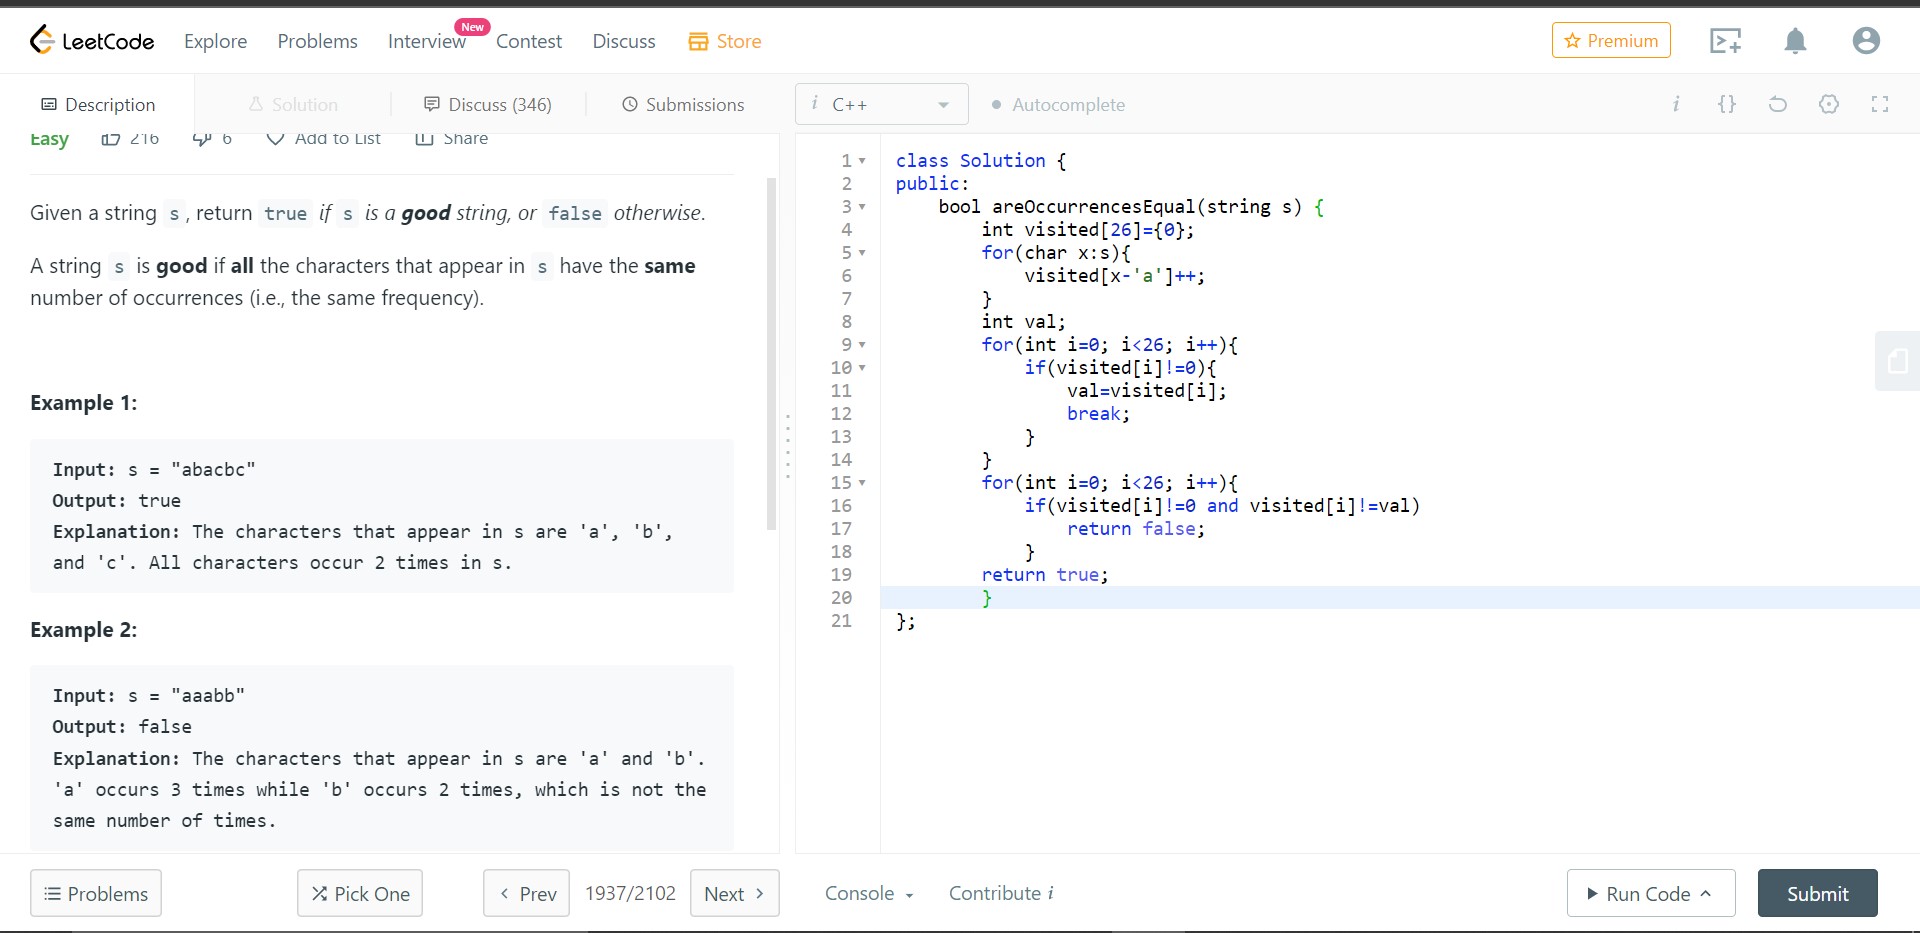 LeetCode Explore Problems Interview New Contest Discuss Store Premium
Description Solution Discuss (346) Submissions
Easy 216 6 Add to List Share
Given a string s, return true if s is a good string, or false otherwise.
A string s is good if all the characters that appear in s have the same
number of occurrences (i.e., the same frequency).
Example 1:
Input: s = "abacbc"
Output: true
Explanation: The characters that appear in s are 'a', 'b',
and 'c'. All characters occur 2 times in s.
Example 2:
Input: s = "aaabb"
Output: false
Explanation: The characters that appear in s are 'a' and 'b'.
'a' occurs 3 times while 'b' occurs 2 times, which is not the
same number of times.
Problems Pick One < Prev 1937/2102 Next >
i C++ Autocomplete i {}
1 class Solution {
2 public:
3     bool areOccurrencesEqual(string s) {
4         int visited[26]={0};
5         for(char x:s){
6             visited[x-'a']++;
7         }
8         int val;
9         for(int i=0; i<26; i++){
10             if(visited[i]!=0){
11                 val=visited[i];
12                 break;
13             }
14         }
15         for(int i=0; i<26; i++){
16             if(visited[i]!=0 and visited[i]!=val)
17                 return false;
18             }
19         return true;
20         }
21 };
Console Contribute i Run Code Submit